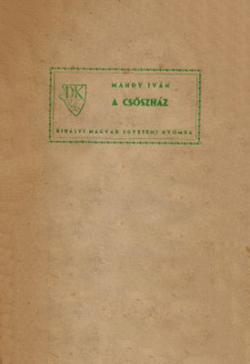 MÁNDY IVÁN
A CSŐSZHÁZ
KIRÁLYI MAGYAR EGYETEMI NYOMDA